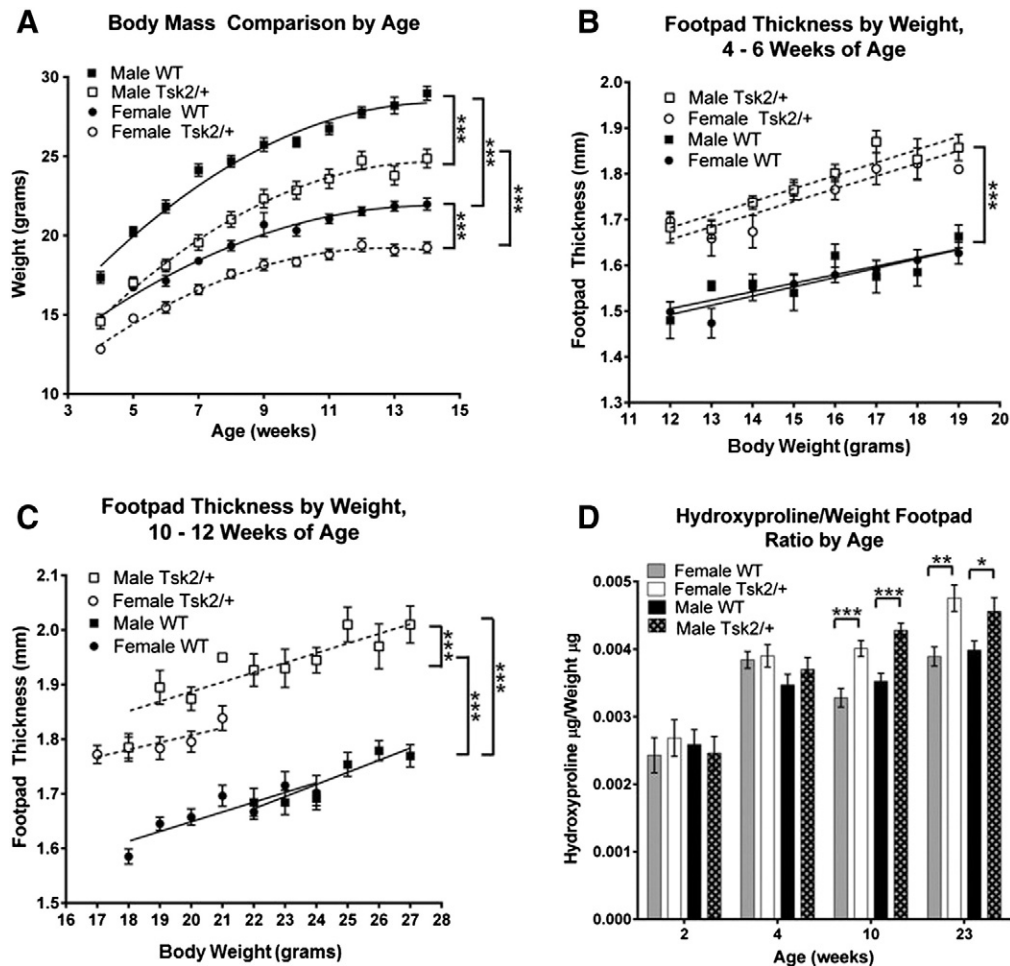 A
Body Mass Comparison by Age
Male WT
Male Tsk2/+
Female WT
Female Tsk2/+
Weight (grams)
30
25
20
15
10
3 5 7 9 11 13 15
Age (weeks)
***
***
***
***
B
Footpad Thickness by Weight,
4 - 6 Weeks of Age
Male Tsk2/+
Female Tsk2/+
Male WT
Female WT
Footpad Thickness (mm)
2.0
1.9
1.8
1.7
1.6
1.5
1.4
1.3
11 12 13 14 15 16 17 18 19 20
Body Weight (grams)
***
C
Footpad Thickness by Weight,
10 - 12 Weeks of Age
Male Tsk2/+
Female Tsk2/+
Male WT
Female WT
Footpad Thickness (mm)
2.1
2.0
1.9
1.8
1.7
1.6
1.5
16 17 18 19 20 21 22 23 24 25 26 27 28
Body Weight (grams)
***
***
***
D
Hydroxyproline/Weight Footpad
Ratio by Age
Female WT
Female Tsk2/+
Male WT
Male Tsk2/+
Hydroxyproline µg/Weight µg
0.005
0.004
0.003
0.002
0.001
0.000
*** *** ** *
2 4 10 23
Age (weeks)